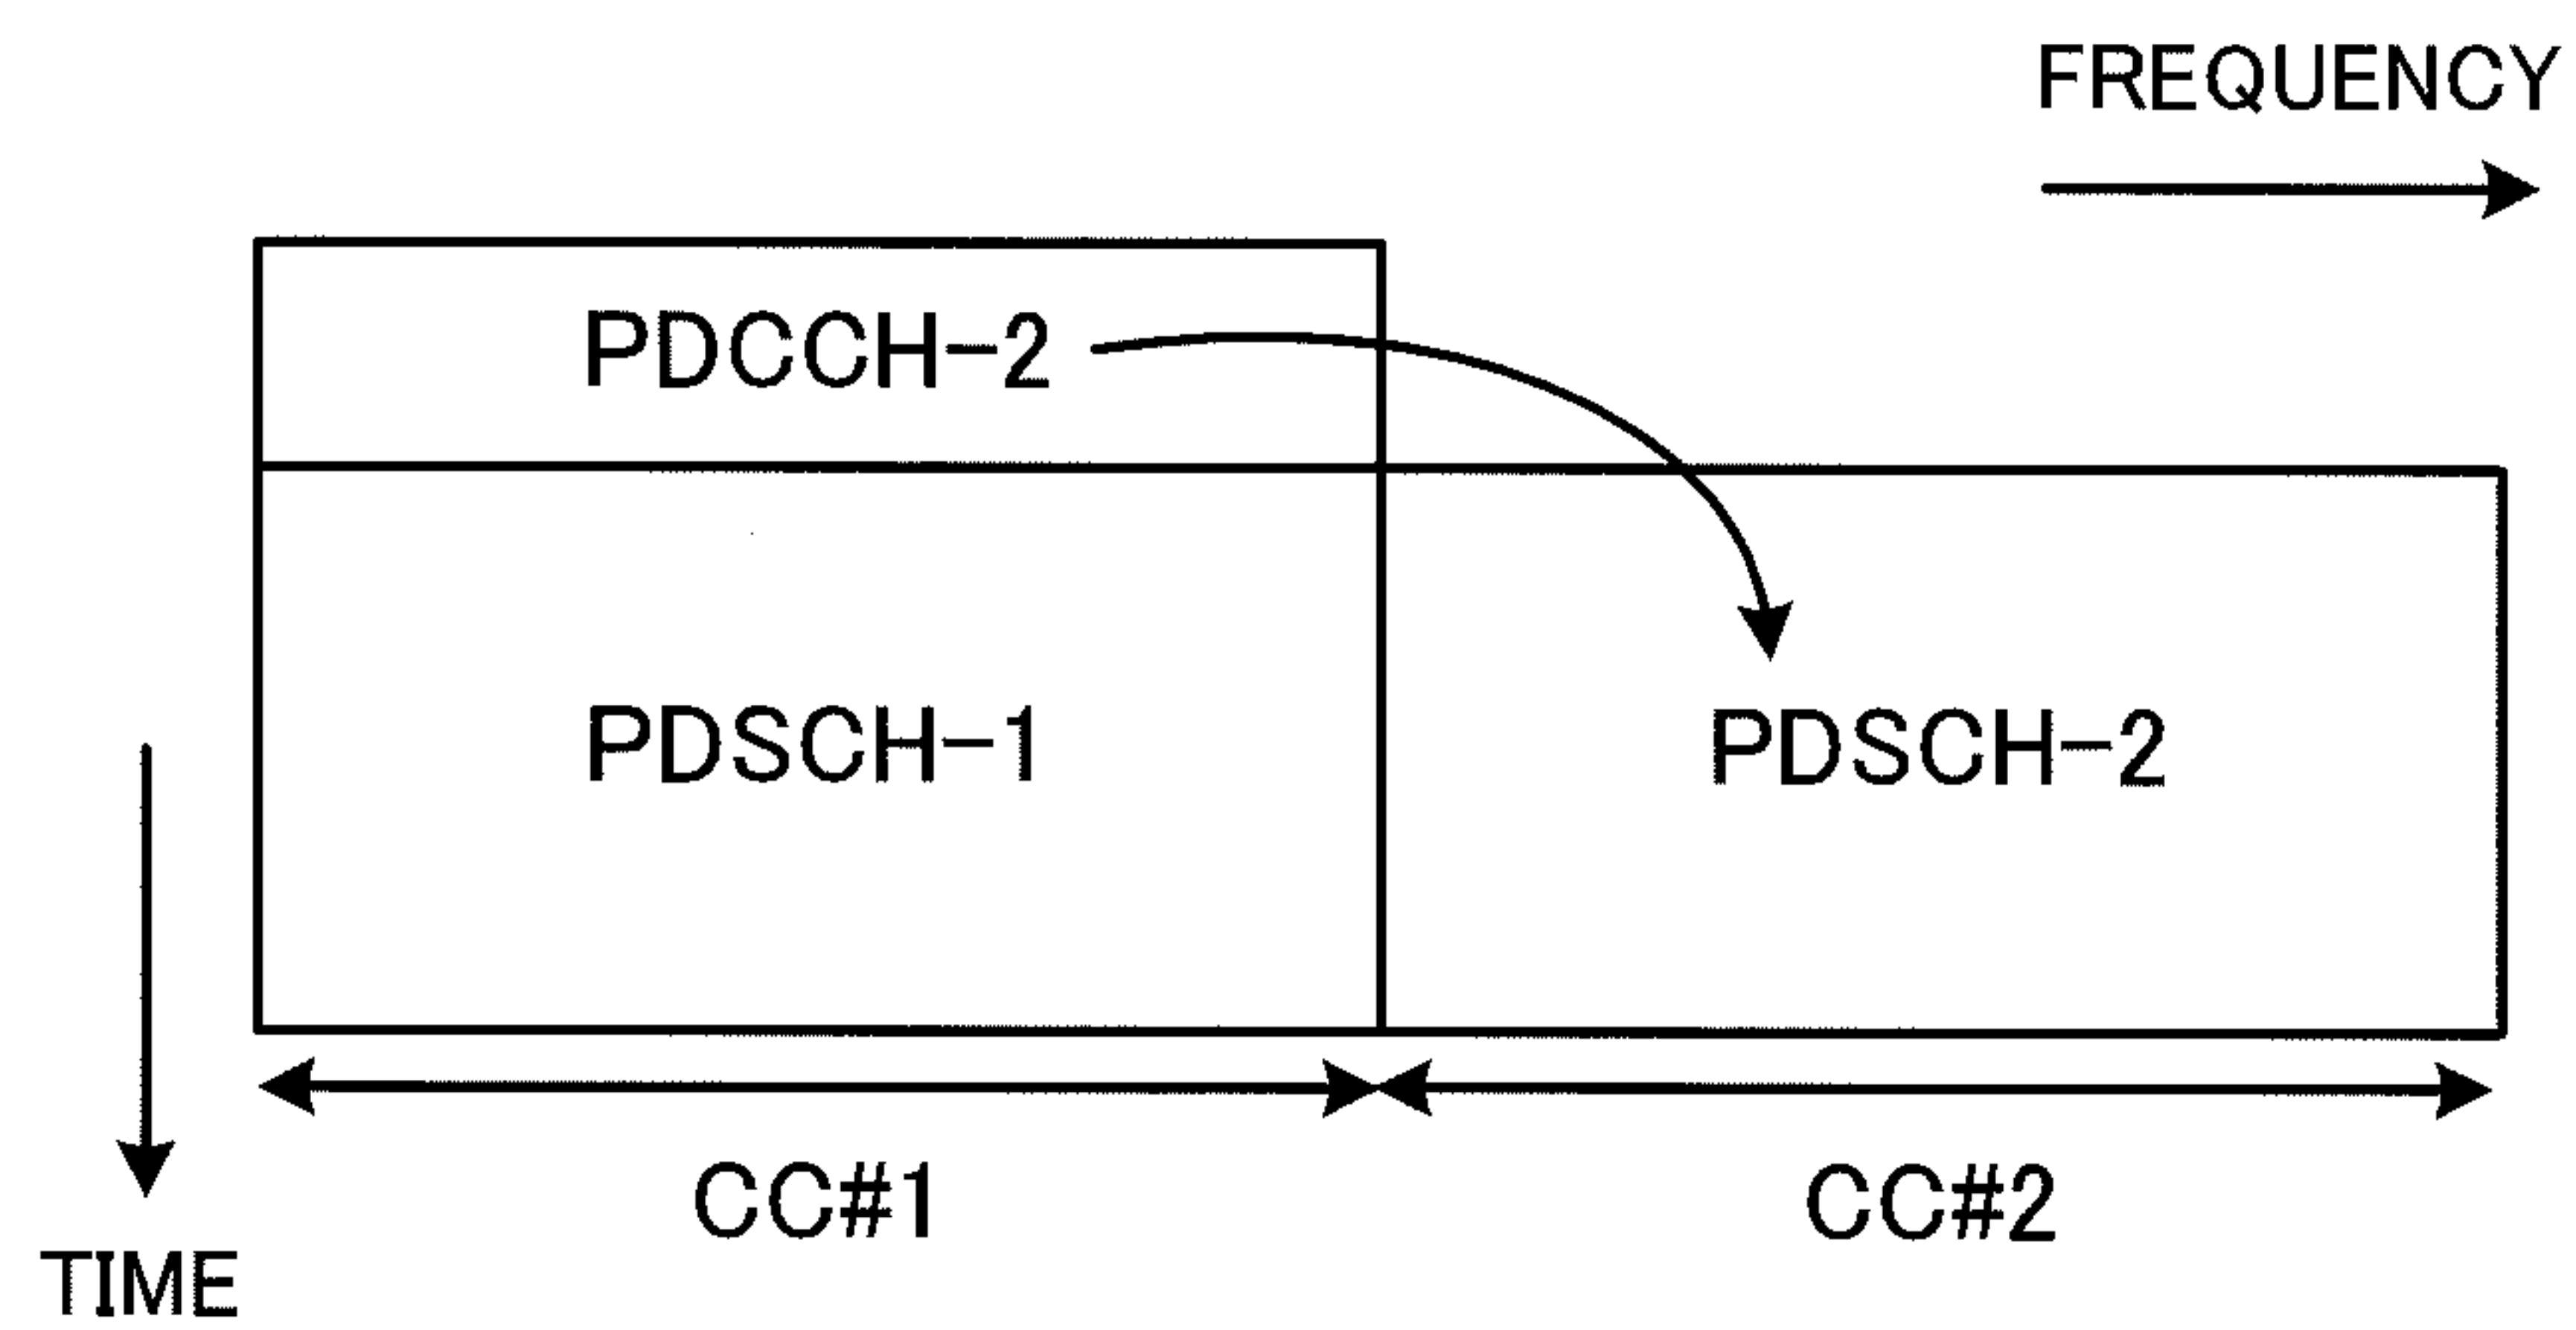 FREQUENCY
PDCCH-2
PDSCH-1
PDSCH-2
CC#1
CC#2
TIME